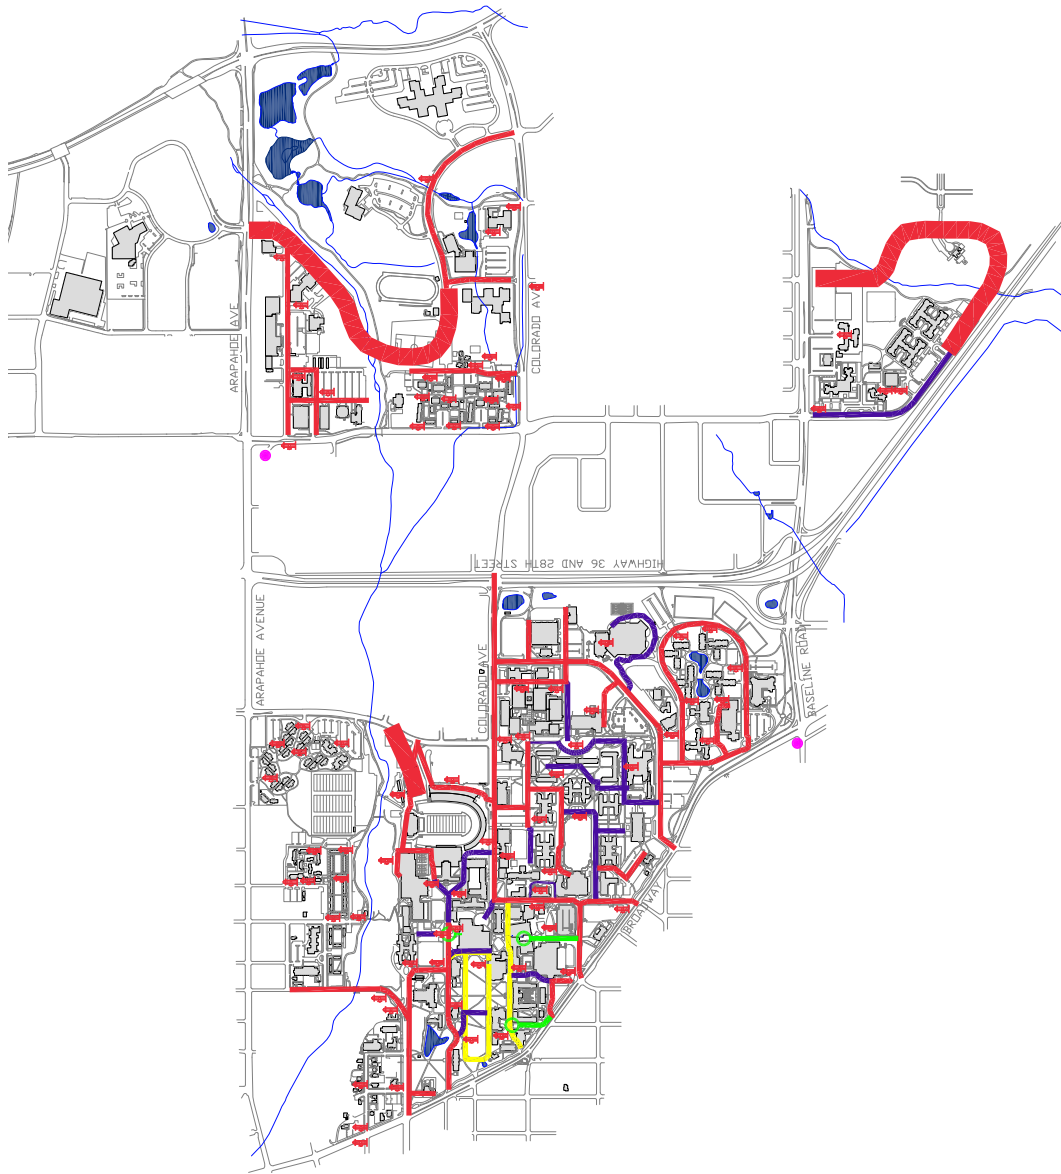 ARAPAHOE AVE
COLORADO AVE
HIGHWAY 36 AND 28TH STREET
ARAPAHOE AVENUE
COLORADO AVE
BASELINE ROAD
BROADWAY